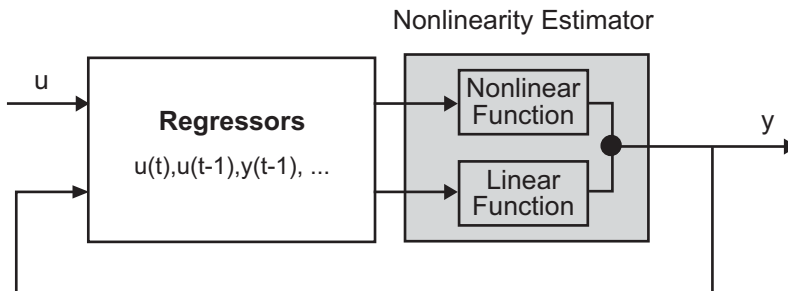 Nonlinearity Estimator
u
Regressors
u(t),u(t-1),y(t-1), ...
Nonlinear
Function
Linear
Function
y